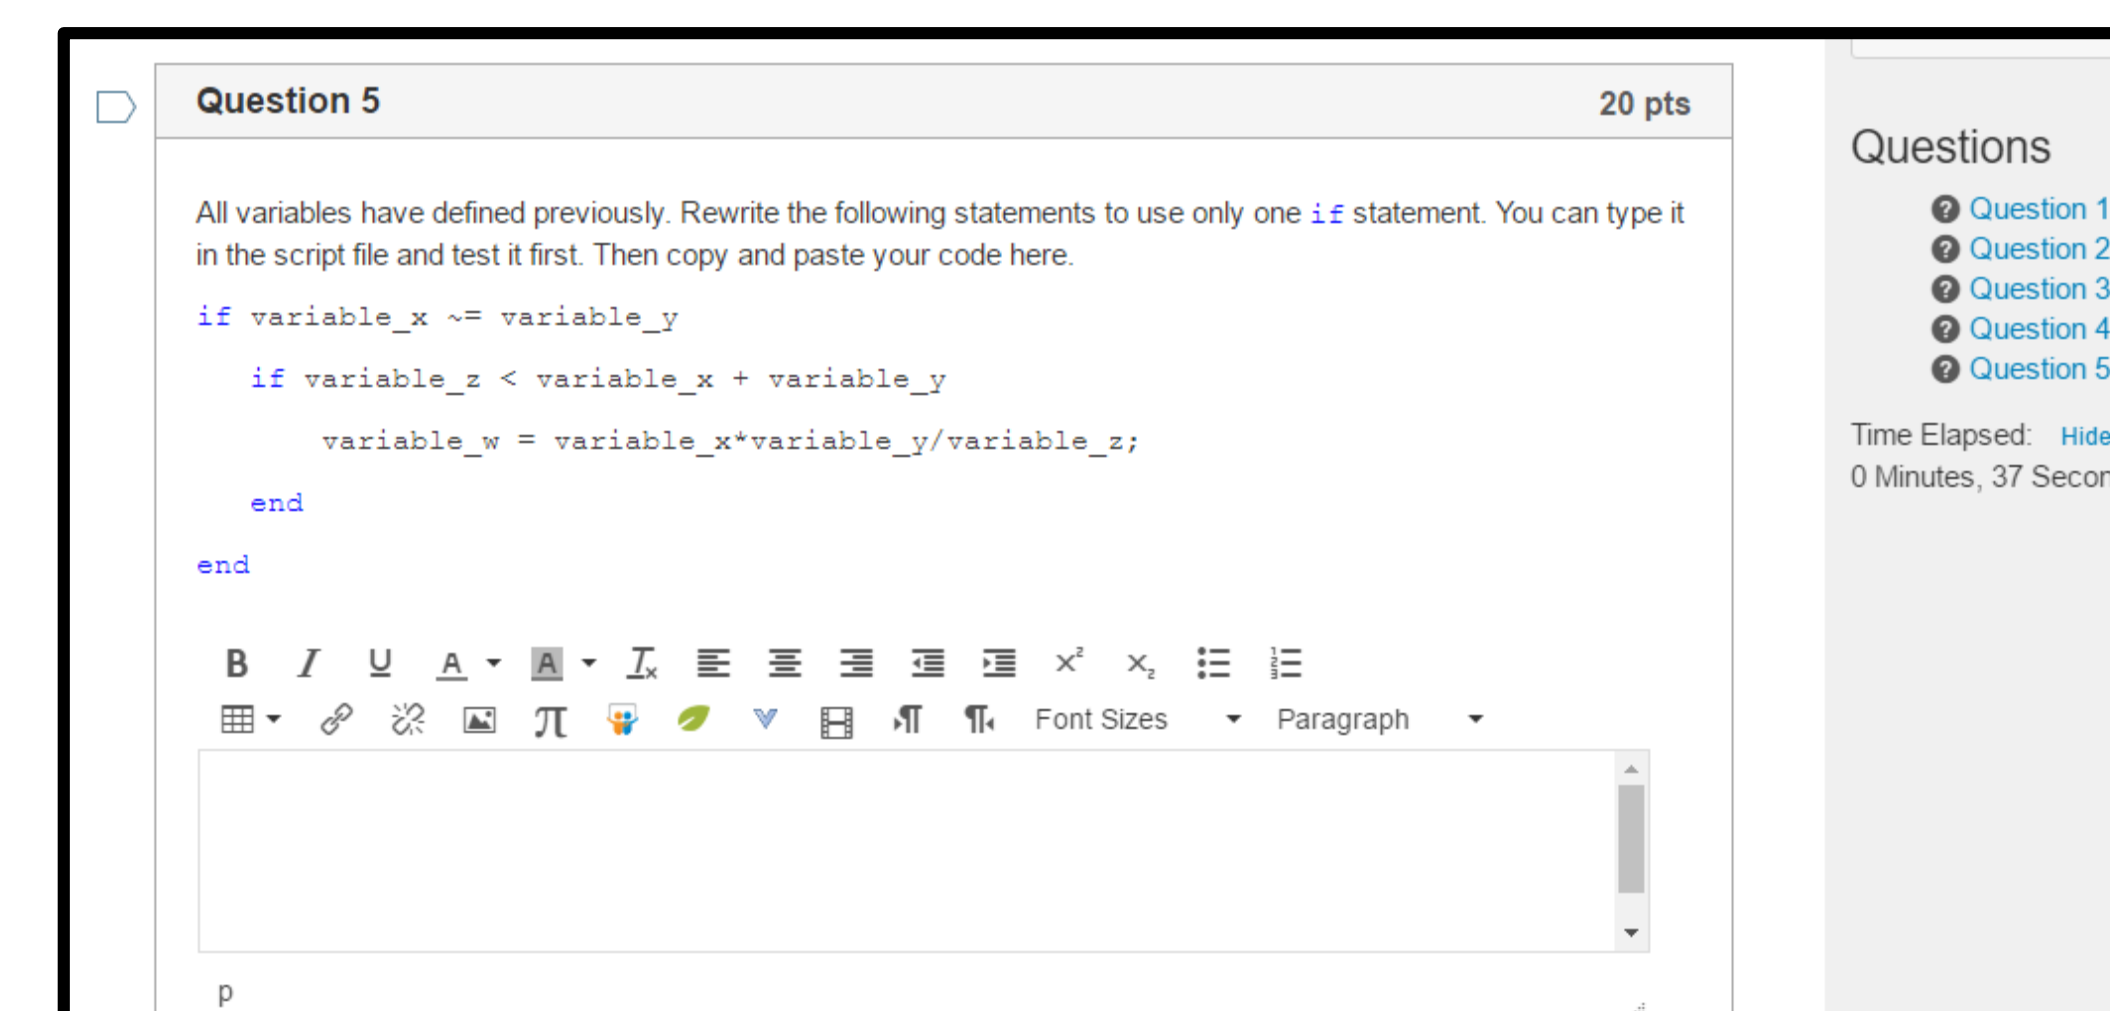 Question 5
20 pts
All variables have defined previously. Rewrite the following statements to use only one if statement. You can type it
in the script file and test it first. Then copy and paste your code here.
if variable_x ~= variable_y
if variable_z < variable_x + variable_y
variable_w = variable_x*variable_y/variable_z;
end
end
B I U A A Tx x² x₂
π Font Sizes Paragraph
p
Questions
Question 1
Question 2
Question 3
Question 4
Question 5
Time Elapsed: Hide
0 Minutes, 37 Secon